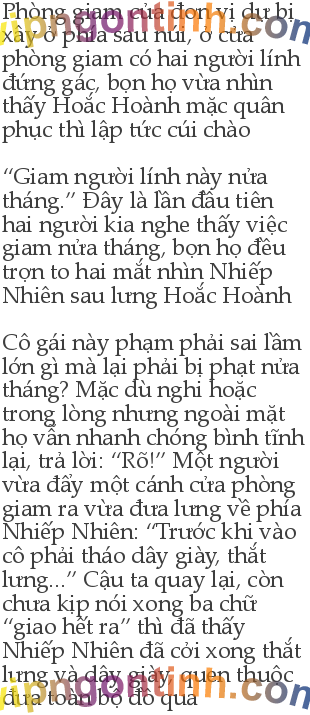 Phòng giam của đơn vị dự bị
xây ở phía sau núi, ở cửa
phòng giam có hai người lính
đứng gác, bọn họ vừa nhìn
thấy Hoắc Hoành mặc quân
phục thì lập tức cúi chào
“Giam người lính này nửa
tháng.” Đây là lần đầu tiên
hai người kia nghe thấy việc
giam nửa tháng, bọn họ đều
trợn to hai mắt nhìn Nhiếp
Nhiên sau lưng Hoắc Hoành
Cô gái này phạm phải sai lầm
lớn gì mà lại phải bị phạt nửa
tháng? Mặc dù nghi hoặc
trong lòng nhưng ngoài mặt
họ vẫn nhanh chóng bình tĩnh
lại, trả lời: “Rõ!” Một người
vừa đẩy một cánh cửa phòng
giam ra vừa đưa lưng về phía
Nhiếp Nhiên: “Trước khi vào
cô phải tháo dây giày, thắt
lưng...” Cậu ta quay lại, còn
chưa kịp nói xong ba chữ
“giao hết ra” thì đã thấy
Nhiếp Nhiên đã cởi xong thắt
lưng và dây giày, quen thuộc
đưa toàn bộ đồ qua
vipngontinh.com
vipngontinh.com